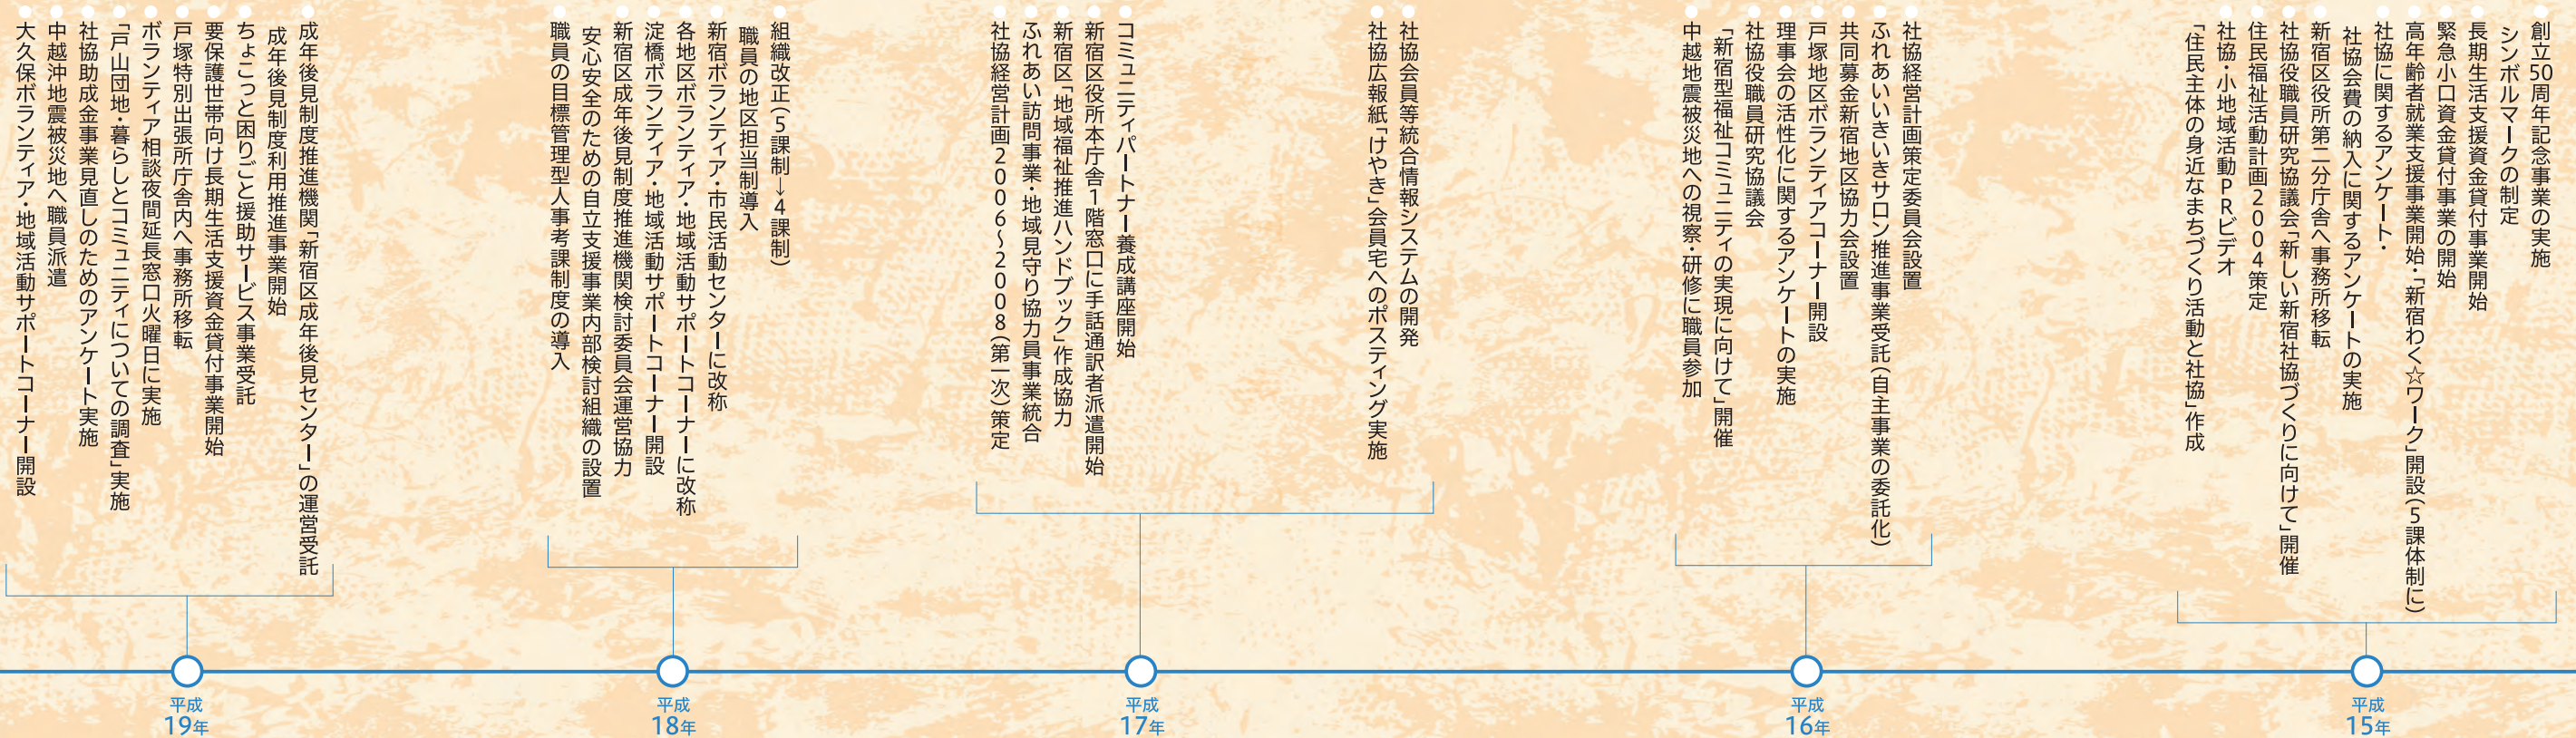 創立50周年記念事業の実施
シンボルマークの制定
長期生活支援資金貸付事業開始
緊急小口資金貸付事業の開始
高年齢者就業支援事業開始・「新宿わく☆ワーク」開設(5課体制に)
社協に関するアンケート・
社協会費の納入に関するアンケートの実施
新宿区役所第二分庁舎へ事務所移転
社協役職員研究協議会「新しい新宿社協づくりに向けて」開催
住民福祉活動計画2004策定
社協・小地域活動PRビデオ
「住民主体の身近なまちづくり活動と社協」作成
平成
15年
社協経営計画策定委員会設置
ふれあいいきいきサロン推進事業受託(自主事業の委託化)
共同募金新宿地区協力会設置
戸塚地区ボランティアコーナー開設
理事会の活性化に関するアンケートの実施
社協役職員研究協議会
「新宿型福祉コミュニティの実現に向けて」開催
中越地震被災地への視察・研修に職員参加
平成
16年
社協会員等統合情報システムの開発
社協広報紙「けやき」会員宅へのポスティング実施
コミュニティパートナー養成講座開始
新宿区役所本庁舎1階窓口に手話通訳者派遣開始
新宿区「地域福祉推進ハンドブック」作成協力
ふれあい訪問事業・地域見守り協力員事業統合
社協経営計画2006～2008(第一次)策定
平成
17年
組織改正(5課制→4課制)
職員の地区担当制導入
新宿ボランティア・市民活動センターに改称
各地区ボランティア・地域活動サポートコーナーに改称
淀橋ボランティア・地域活動サポートコーナー開設
新宿区成年後見制度推進機関検討委員会運営協力
安心安全のための自立支援事業内部検討組織の設置
職員の目標管理型人事考課制度の導入
平成
18年
成年後見制度推進機関「新宿区成年後見センター」の運営受託
成年後見制度利用推進事業開始
ちょこっと困りごと援助サービス事業受託
要保護世帯向け長期生活支援資金貸付事業開始
戸塚特別出張所庁舎内へ事務所移転
ボランティア相談夜間延長窓口火曜日に実施
「戸山団地・暮らしとコミュニティについての調査」実施
社協助成金事業見直しのためのアンケート実施
中越沖地震被災地へ職員派遣
大久保ボランティア・地域活動サポートコーナー開設
平成
19年